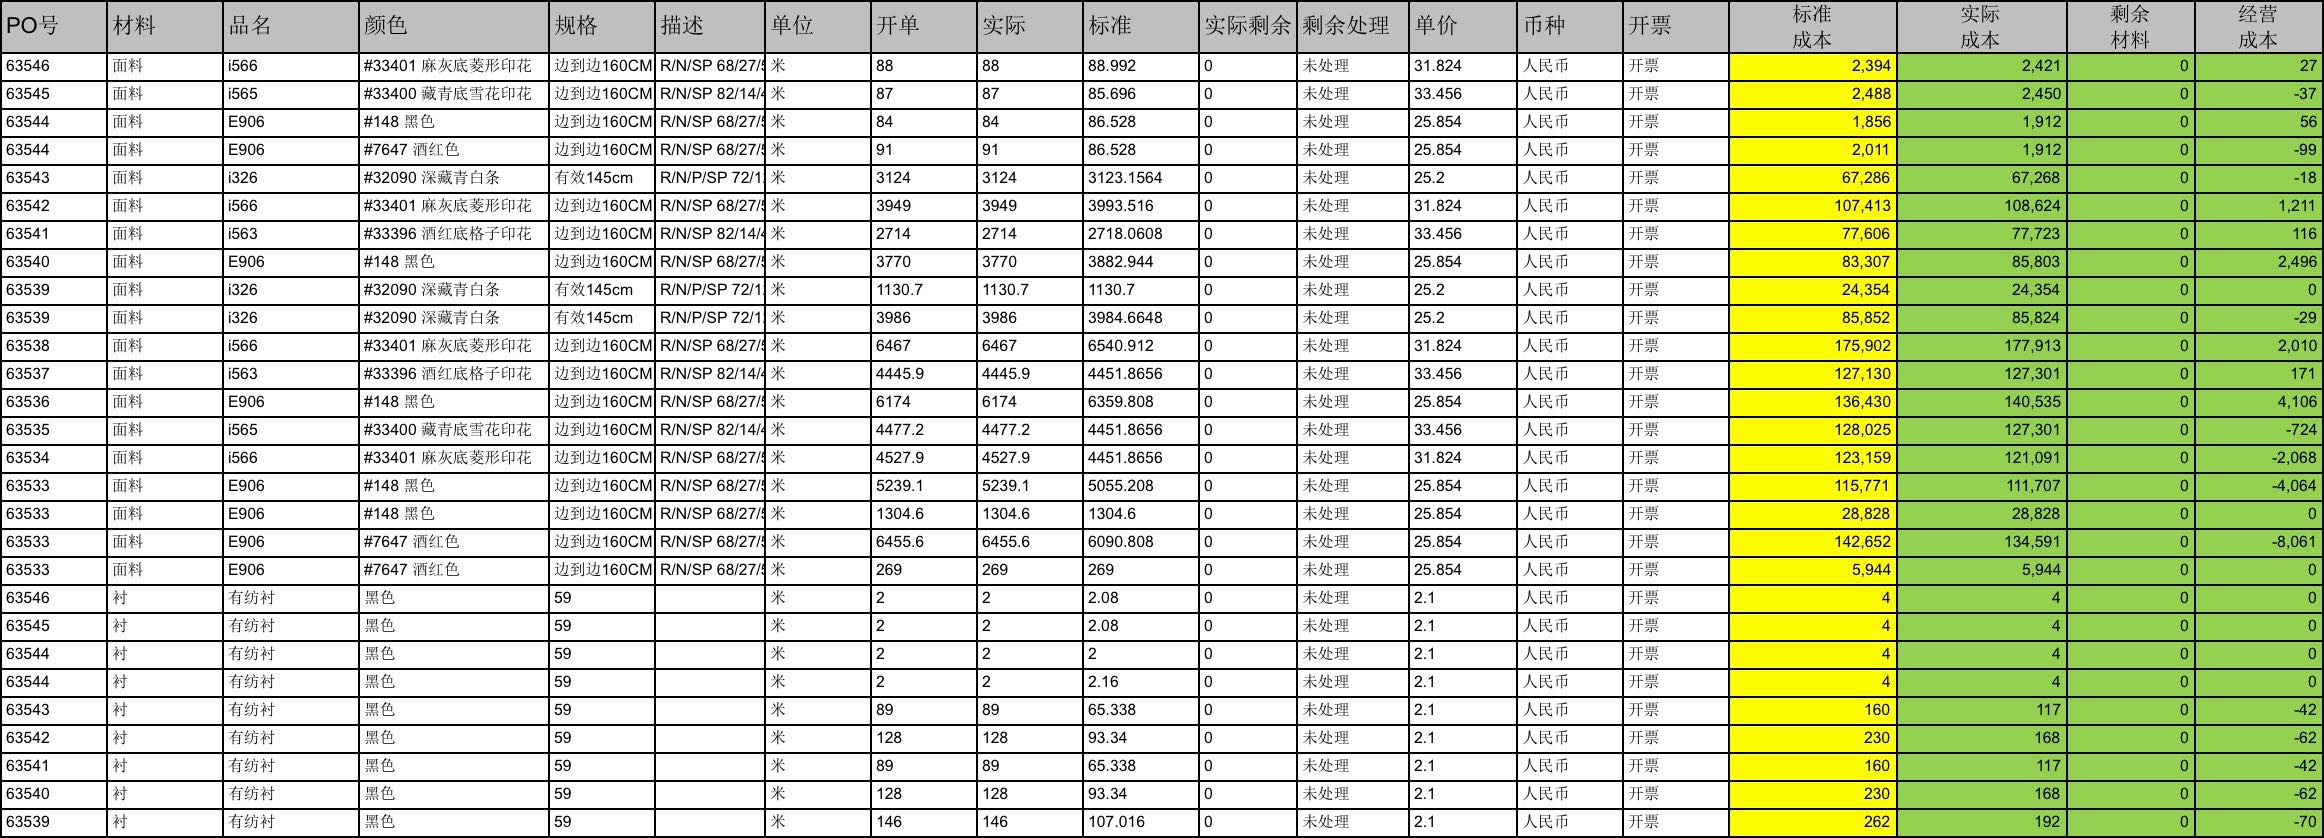 PO号 材料 品名 颜色 规格 描述 单位 开单 实际 标准 实际剩余 剩余处理 单价 币种 开票 标准成本 实际成本 剩余材料 经营成本
63546 面料 i566 #33401 麻灰底菱形印花 边到边160CM R/N/SP 68/27/5 米 88 88 88.992 0 未处理 31.824 人民币 开票 2,394 2,421 0 27
63545 面料 i565 #33400 藏青底雪花印花 边到边160CM R/N/SP 82/14/4 米 87 87 85.696 0 未处理 33.456 人民币 开票 2,488 2,450 0 -37
63544 面料 E906 #148 黑色 边到边160CM R/N/SP 68/27/5 米 84 84 86.528 0 未处理 25.854 人民币 开票 1,856 1,912 0 56
63544 面料 E906 #7647 酒红色 边到边160CM R/N/SP 68/27/5 米 91 91 86.528 0 未处理 25.854 人民币 开票 2,011 1,912 0 -99
63543 面料 i326 #32090 深藏青白条 有效145cm R/N/P/SP 72/1 米 3124 3124 3123.1564 0 未处理 25.2 人民币 开票 67,286 67,268 0 -18
63542 面料 i566 #33401 麻灰底菱形印花 边到边160CM R/N/SP 68/27/5 米 3949 3949 3993.516 0 未处理 31.824 人民币 开票 107,413 108,624 0 1,211
63541 面料 i563 #33396 酒红底格子印花 边到边160CM R/N/SP 82/14/4 米 2714 2714 2718.0608 0 未处理 33.456 人民币 开票 77,606 77,723 0 116
63540 面料 E906 #148 黑色 边到边160CM R/N/SP 68/27/5 米 3770 3770 3882.944 0 未处理 25.854 人民币 开票 83,307 85,803 0 2,496
63539 面料 i326 #32090 深藏青白条 有效145cm R/N/P/SP 72/1 米 1130.7 1130.7 1130.7 0 未处理 25.2 人民币 开票 24,354 24,354 0 0
63539 面料 i326 #32090 深藏青白条 有效145cm R/N/P/SP 72/1 米 3986 3986 3984.6648 0 未处理 25.2 人民币 开票 85,852 85,824 0 -29
63538 面料 i566 #33401 麻灰底菱形印花 边到边160CM R/N/SP 68/27/5 米 6467 6467 6540.912 0 未处理 31.824 人民币 开票 175,902 177,913 0 2,010
63537 面料 i563 #33396 酒红底格子印花 边到边160CM R/N/SP 82/14/4 米 4445.9 4445.9 4451.8656 0 未处理 33.456 人民币 开票 127,130 127,301 0 171
63536 面料 E906 #148 黑色 边到边160CM R/N/SP 68/27/5 米 6174 6174 6359.808 0 未处理 25.854 人民币 开票 136,430 140,535 0 4,106
63535 面料 i565 #33400 藏青底雪花印花 边到边160CM R/N/SP 82/14/4 米 4477.2 4477.2 4451.8656 0 未处理 33.456 人民币 开票 128,025 127,301 0 -724
63534 面料 i566 #33401 麻灰底菱形印花 边到边160CM R/N/SP 68/27/5 米 4527.9 4527.9 4451.8656 0 未处理 31.824 人民币 开票 123,159 121,091 0 -2,068
63533 面料 E906 #148 黑色 边到边160CM R/N/SP 68/27/5 米 5239.1 5239.1 5055.208 0 未处理 25.854 人民币 开票 115,771 111,707 0 -4,064
63533 面料 E906 #148 黑色 边到边160CM R/N/SP 68/27/5 米 1304.6 1304.6 1304.6 0 未处理 25.854 人民币 开票 28,828 28,828 0 0
63533 面料 E906 #7647 酒红色 边到边160CM R/N/SP 68/27/5 米 6455.6 6455.6 6090.808 0 未处理 25.854 人民币 开票 142,652 134,591 0 -8,061
63533 面料 E906 #7647 酒红色 边到边160CM R/N/SP 68/27/5 米 269 269 269 0 未处理 25.854 人民币 开票 5,944 5,944 0 0
63546 衬 有纺衬 黑色 59 米 2 2 2.08 0 未处理 2.1 人民币 开票 4 4 0 0
63545 衬 有纺衬 黑色 59 米 2 2 2.08 0 未处理 2.1 人民币 开票 4 4 0 0
63544 衬 有纺衬 黑色 59 米 2 2 2 0 未处理 2.1 人民币 开票 4 4 0 0
63544 衬 有纺衬 黑色 59 米 2 2 2.16 0 未处理 2.1 人民币 开票 4 4 0 0
63543 衬 有纺衬 黑色 59 米 89 89 65.338 0 未处理 2.1 人民币 开票 160 117 0 -42
63542 衬 有纺衬 黑色 59 米 128 128 93.34 0 未处理 2.1 人民币 开票 230 168 0 -62
63541 衬 有纺衬 黑色 59 米 89 89 65.338 0 未处理 2.1 人民币 开票 160 117 0 -42
63540 衬 有纺衬 黑色 59 米 128 128 93.34 0 未处理 2.1 人民币 开票 230 168 0 -62
63539 衬 有纺衬 黑色 59 米 146 146 107.016 0 未处理 2.1 人民币 开票 262 192 0 -70